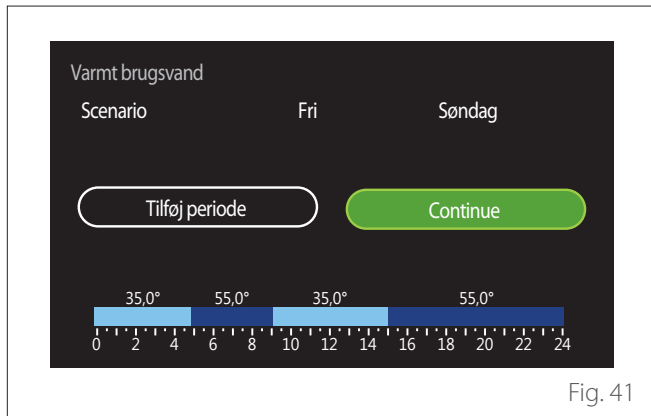 Varmt brugsvand
Scenario Fri Søndag
Tilføj periode Continue
35,0° 55,0° 35,0° 55,0°
0 2 4 6 8 10 12 14 16 18 20 22 24
Fig. 41